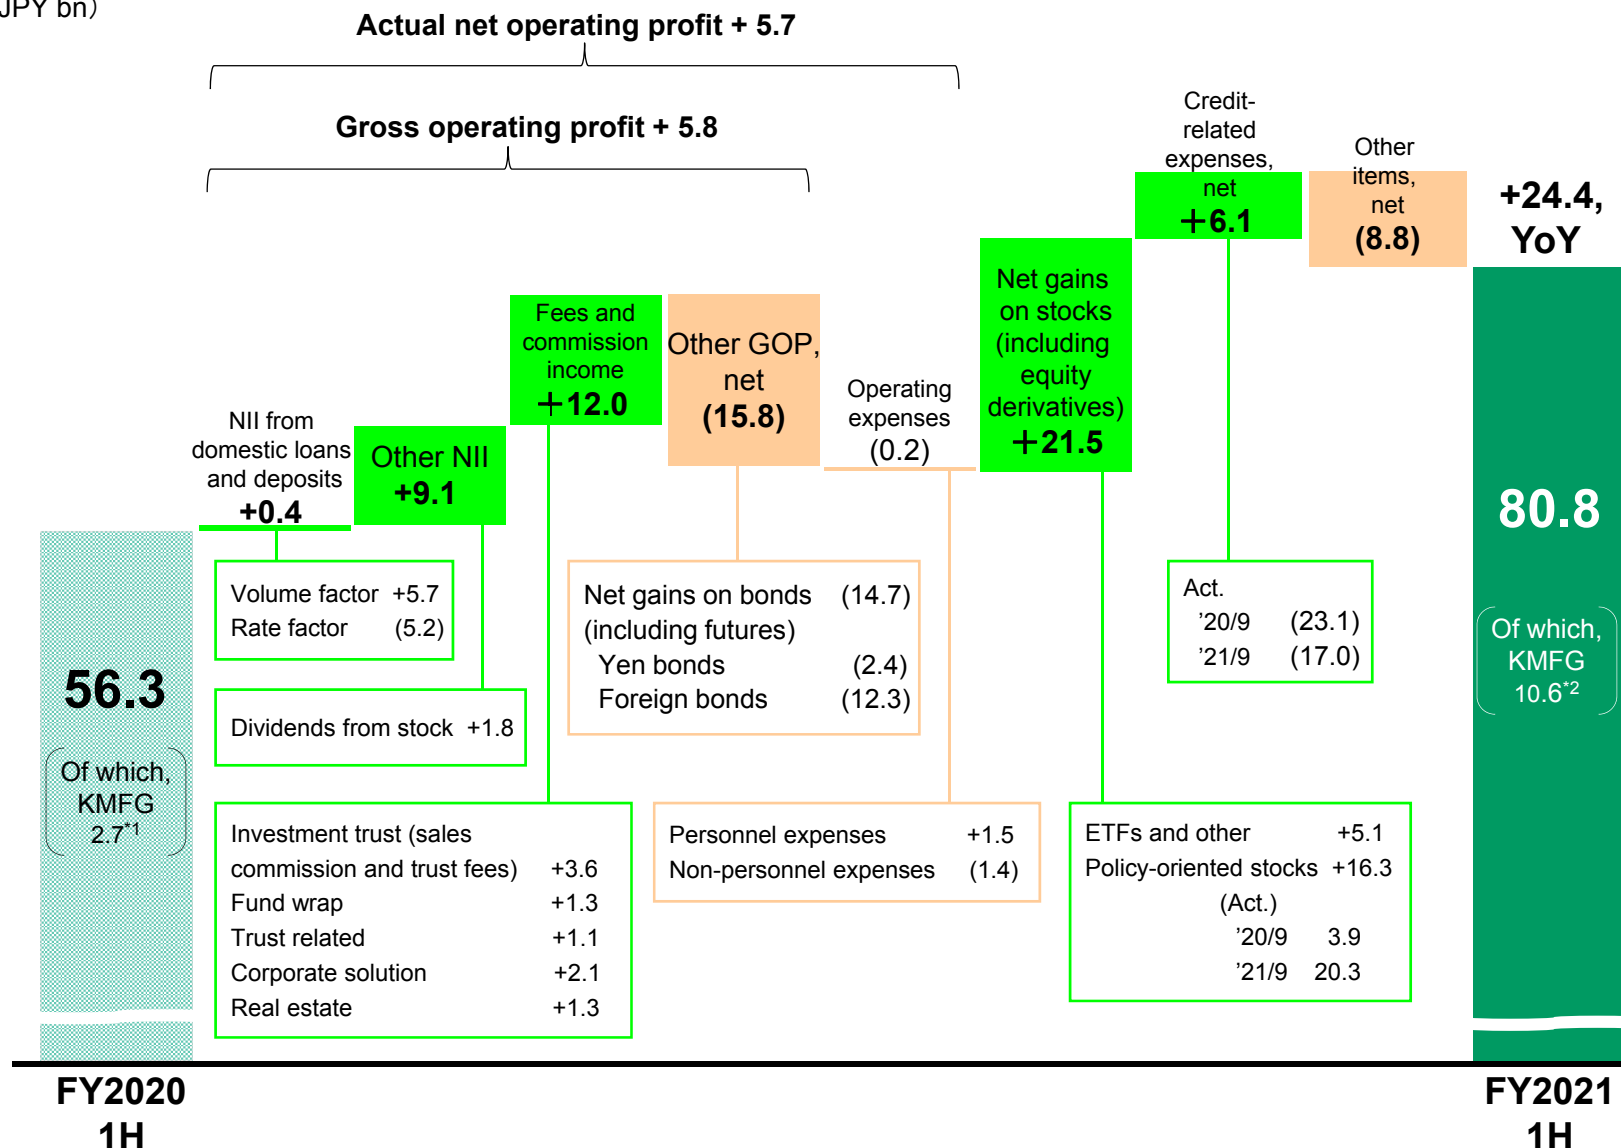 JPY bn）
Actual net operating profit + 5.7
Gross operating profit + 5.8
NII from
domestic loans
and deposits
+0.4
Other NII
+9.1
Fees and
commission
income
＋12.0
Other GOP,
net
(15.8)
Operating
expenses
(0.2)
Net gains
on stocks
(including
equity
derivatives)
＋21.5
Credit-
related
expenses,
net
＋6.1
Other
items,
net
(8.8)
+24.4,
YoY
56.3
Of which,
KMFG
2.7*1
80.8
Of which,
KMFG
10.6*2
Volume factor +5.7
Rate factor (5.2)
Dividends from stock +1.8
Investment trust (sales
commission and trust fees) +3.6
Fund wrap +1.3
Trust related +1.1
Corporate solution +2.1
Real estate +1.3
Net gains on bonds (14.7)
(including futures)
Yen bonds (2.4)
Foreign bonds (12.3)
Personnel expenses +1.5
Non-personnel expenses (1.4)
Act.
’20/9 (23.1)
’21/9 (17.0)
ETFs and other +5.1
Policy-oriented stocks +16.3
(Act.)
’20/9 3.9
’21/9 20.3
FY2020
1H
FY2021
1H